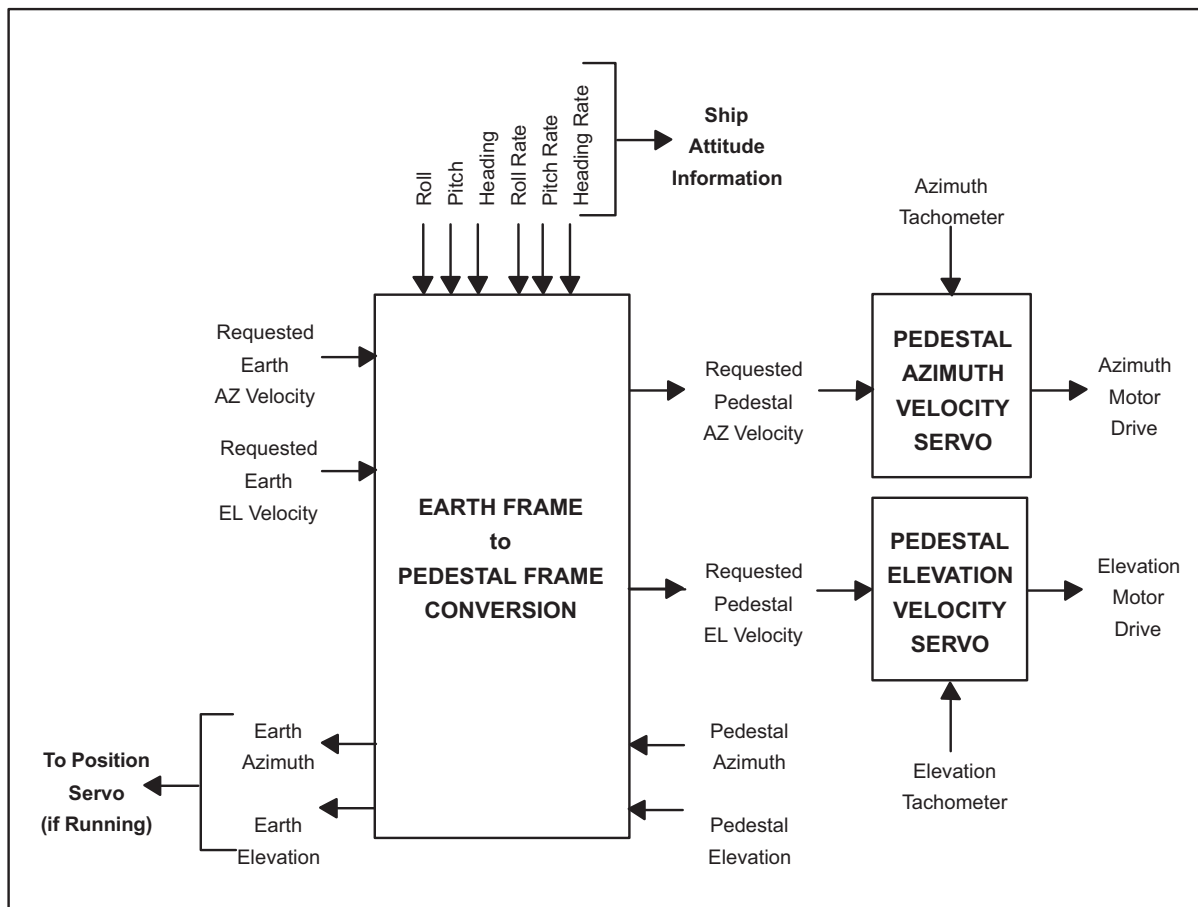 Roll
Pitch
Heading
Roll Rate
Pitch Rate
Heading Rate
Ship
Attitude
Information
Azimuth
Tachometer
Requested
Earth
AZ Velocity
Requested
Earth
EL Velocity
EARTH FRAME
to
PEDESTAL FRAME
CONVERSION
Requested
Pedestal
AZ Velocity
PEDESTAL
AZIMUTH
VELOCITY
SERVO
Azimuth
Motor
Drive
Requested
Pedestal
EL Velocity
PEDESTAL
ELEVATION
VELOCITY
SERVO
Elevation
Motor
Drive
To Position
Servo
(if Running)
Earth
Azimuth
Earth
Elevation
Pedestal
Azimuth
Pedestal
Elevation
Elevation
Tachometer